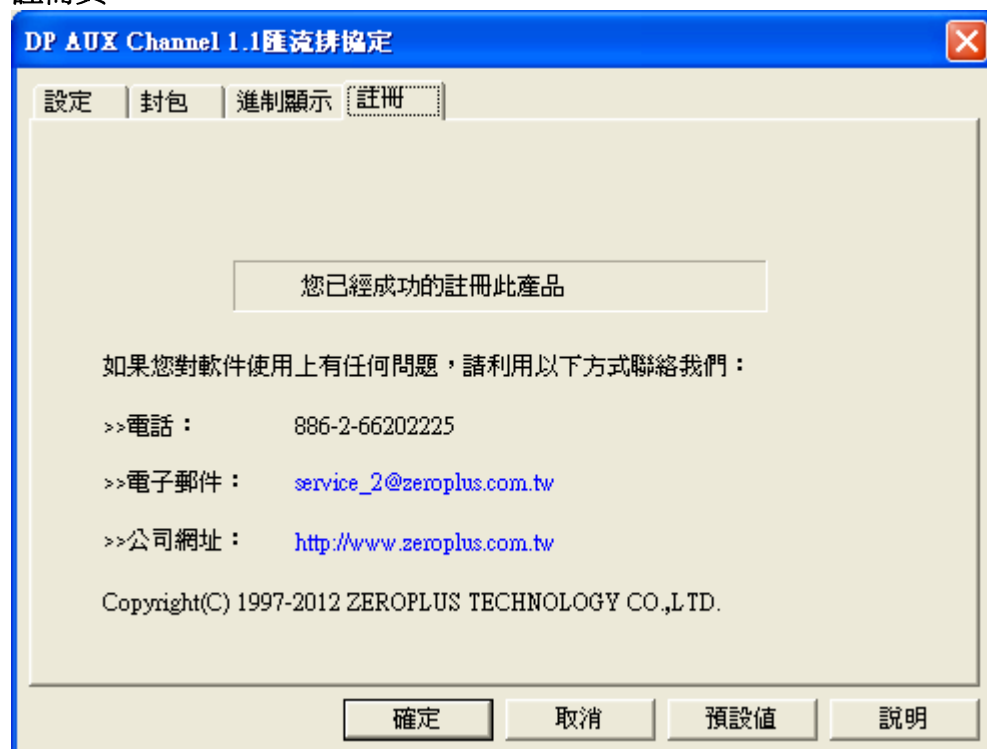 DP AUX Channel 1.1匯流排協定
設定 封包 進制顯示 註冊
您已經成功的註冊此產品
如果您對軟件使用上有任何問題，請利用以下方式聯絡我們：
>>電話： 886-2-66202225
>>電子郵件： service_2@zeroplus.com.tw
>>公司網址： http://www.zeroplus.com.tw
Copyright(C) 1997-2012 ZEROPLUS TECHNOLOGY CO.,LTD.
確定 取消 預設值 說明